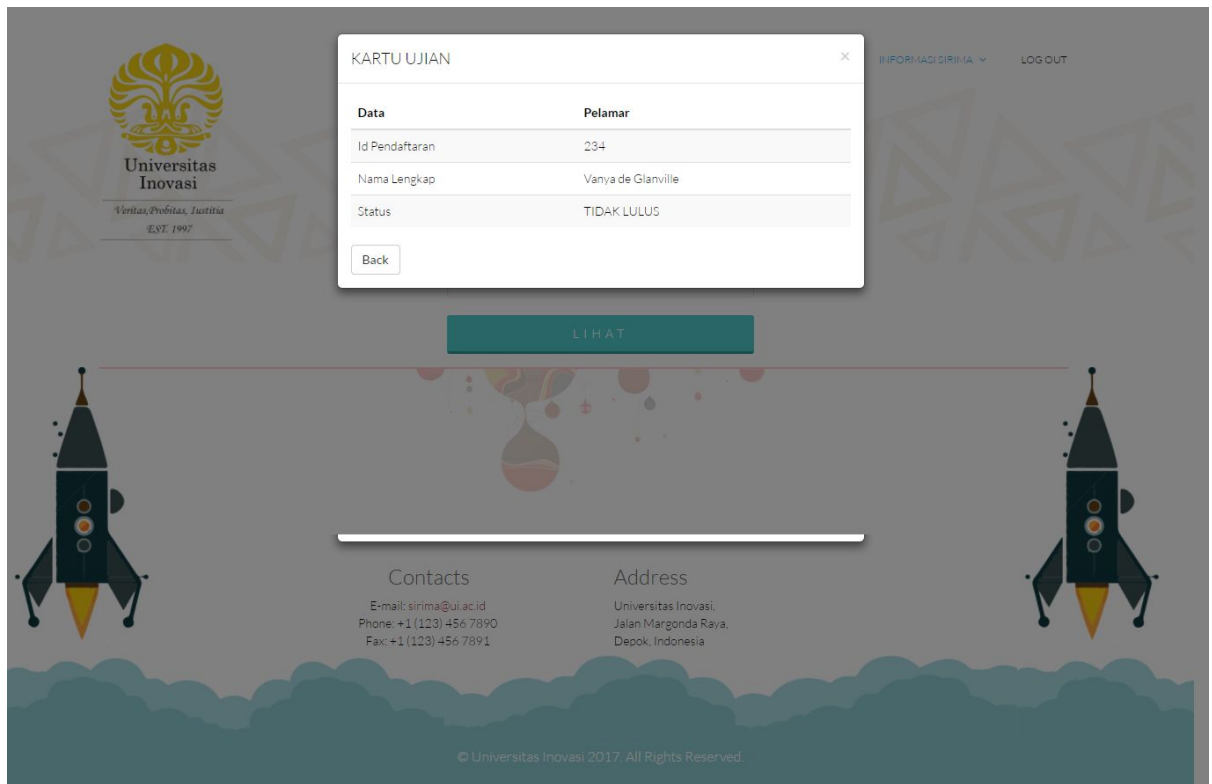 Universitas
Inovasi
Veritas, Probitas, Iustitia
EST. 1997
INFORMASI SIRIMA
LOG OUT
KARTU UJIAN ×
Data Pelamar
Id Pendaftaran 234
Nama Lengkap Vanya de Glanville
Status TIDAK LULUS
Back
LIHAT
Contacts
E-mail: sirima@ui.ac.id
Phone: +1 (123) 456 7890
Fax: +1 (123) 456 7891
Address
Universitas Inovasi,
Jalan Margonda Raya,
Depok, Indonesia
© Universitas Inovasi 2017. All Rights Reserved.